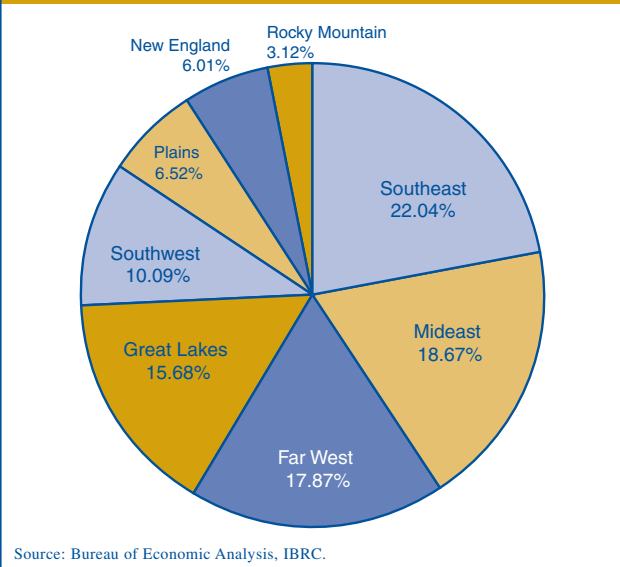 Rocky Mountain
3.12%
New England
6.01%
Plains
6.52%
Southeast
22.04%
Southwest
10.09%
Mideast
18.67%
Great Lakes
15.68%
Far West
17.87%
Source: Bureau of Economic Analysis, IBRC.